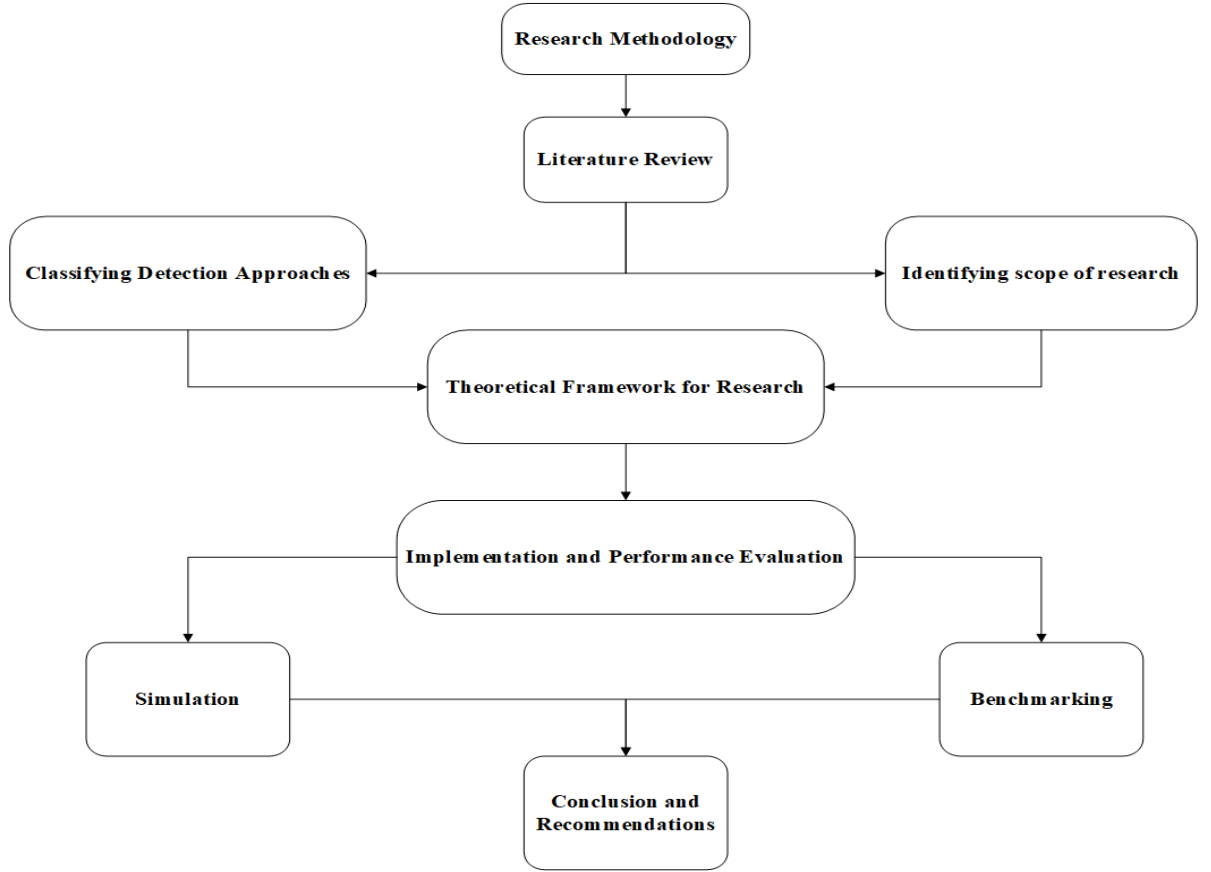 Research Methodology
Literature Review
Classifying Detection Approaches
Identifying scope of research
Theoretical Framework for Research
Implementation and Performance Evaluation
Simulation
Benchmarking
Conclusion and
Recommendations